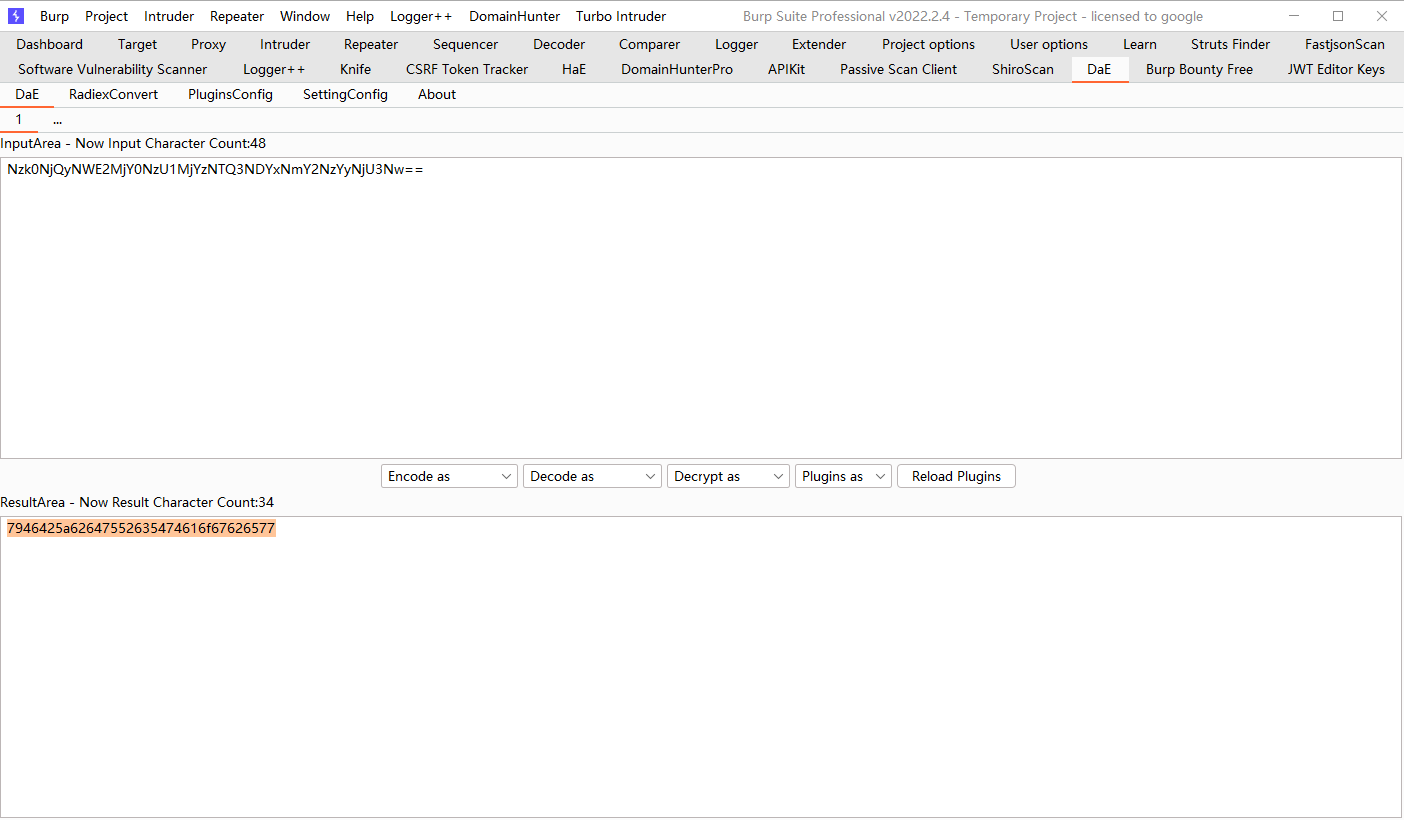 Burp Project Intruder Repeater Window Help Logger++ DomainHunter Turbo Intruder Burp Suite Professional v2022.2.4 - Temporary Project - licensed to google
Dashboard Target Proxy Intruder Repeater Sequencer Decoder Comparer Logger Extender Project options User options Learn Struts Finder FastjsonScan
Software Vulnerability Scanner Logger++ Knife CSRF Token Tracker HaE DomainHunterPro APIKit Passive Scan Client ShiroScan DaE Burp Bounty Free JWT Editor Keys
DaE RadiexConvert PluginsConfig SettingConfig About
1 ...
InputArea - Now Input Character Count:48
Nzk0NjQyNWE2MjY0NzU1MjYzNTQ3NDYxNmY2NzYyNjU3Nw==
Encode as Decode as Decrypt as Plugins as Reload Plugins
ResultArea - Now Result Character Count:34
7946425a62647552635474616f67626577